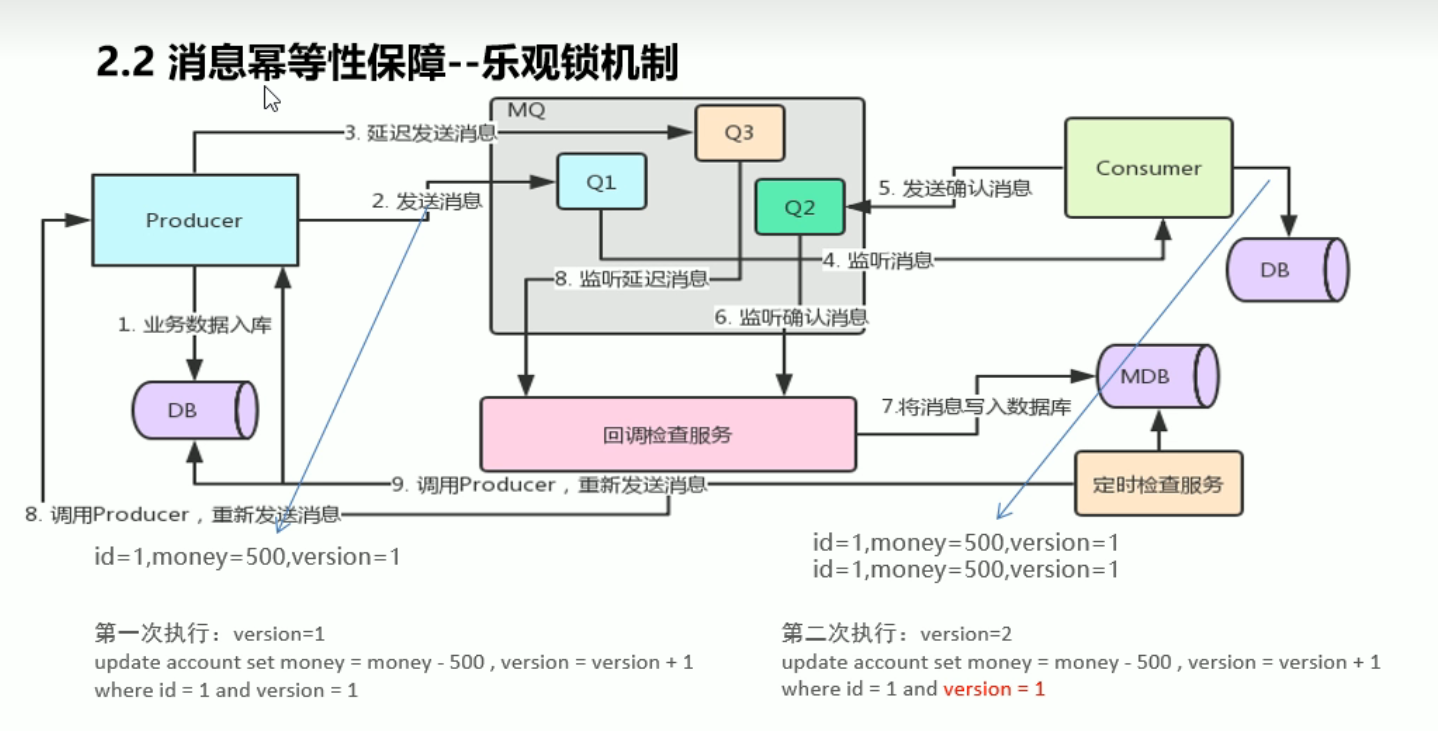 2.2 消息幂等性保障--乐观锁机制
MQ
3. 延迟发送消息
Q3
Q1
Q2
Consumer
5. 发送确认消息
2. 发送消息
Producer
4. 监听消息
DB
8. 监听延迟消息
6. 监听确认消息
1. 业务数据入库
MDB
DB
7.将消息写入数据库
回调检查服务
9. 调用Producer，重新发送消息
定时检查服务
8. 调用Producer，重新发送消息
id=1,money=500,version=1
id=1,money=500,version=1
id=1,money=500,version=1
第一次执行：version=1
update account set money = money - 500 , version = version + 1
where id = 1 and version = 1
第二次执行：version=2
update account set money = money - 500 , version = version + 1
where id = 1 and version = 1